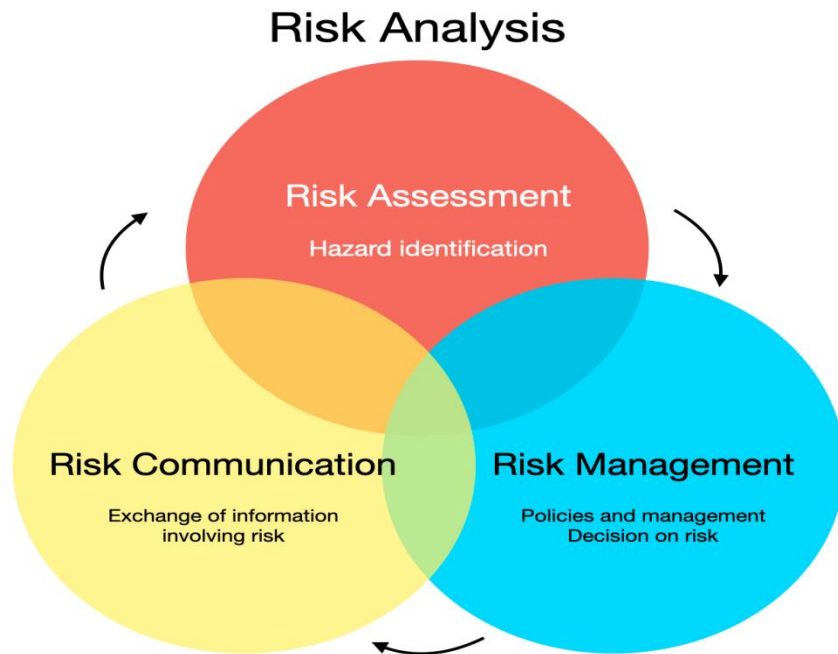 Risk Analysis
Risk Assessment
Hazard identification
Risk Communication
Exchange of information
involving risk
Risk Management
Policies and management
Decision on risk